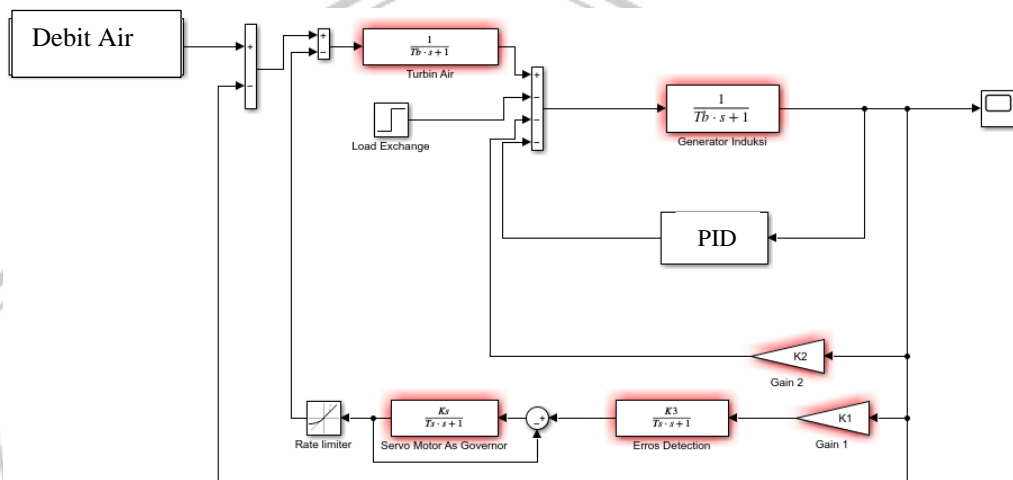 Debit Air
+
−
+
−
1
Tb · s + 1
Turbin Air
Load Exchange
+
−
−
−
1
Tb · s + 1
Generator Induksi
PID
K2
Gain 2
Rate limiter
Ks
Ts · s + 1
Servo Motor As Governor
+
−
K3
Ts · s + 1
Erros Detection
K1
Gain 1